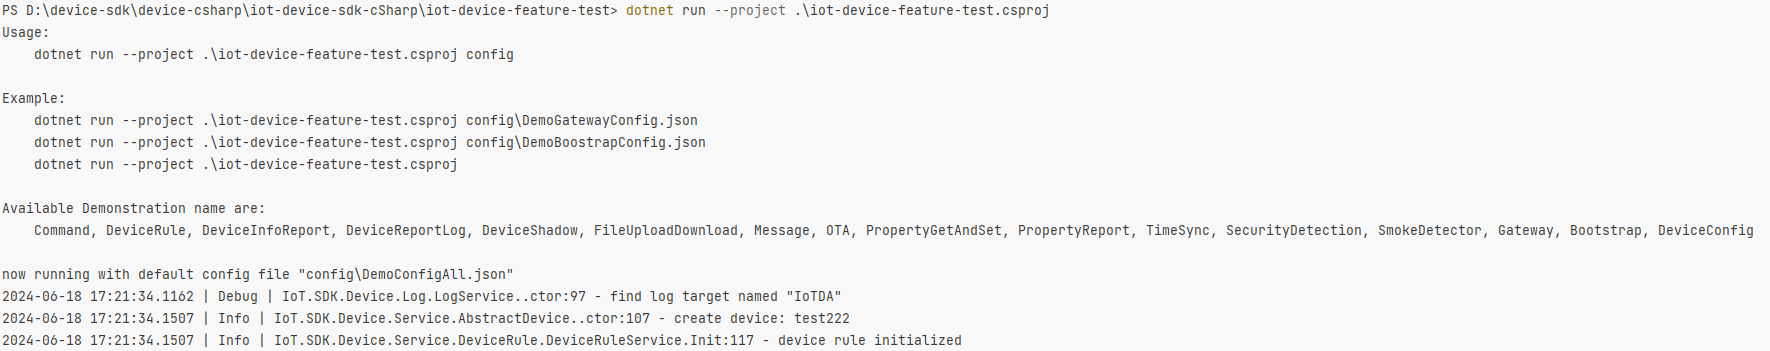 PS D:\device-sdk\device-csharp\iot-device-sdk-cSharp\iot-device-feature-test> dotnet run --project .\iot-device-feature-test.csproj
Usage:
    dotnet run --project .\iot-device-feature-test.csproj config

Example:
    dotnet run --project .\iot-device-feature-test.csproj config\DemoGatewayConfig.json
    dotnet run --project .\iot-device-feature-test.csproj config\DemoBoostrapConfig.json
    dotnet run --project .\iot-device-feature-test.csproj

Available Demonstration name are:
    Command, DeviceRule, DeviceInfoReport, DeviceReportLog, DeviceShadow, FileUploadDownload, Message, OTA, PropertyGetAndSet, PropertyReport, TimeSync, SecurityDetection, SmokeDetector, Gateway, Bootstrap, DeviceConfig

now running with default config file "config\DemoConfigAll.json"
2024-06-18 17:21:34.1162 | Debug | IoT.SDK.Device.Log.LogService..ctor:97 - find log target named "IoTDA"
2024-06-18 17:21:34.1507 | Info | IoT.SDK.Device.Service.AbstractDevice..ctor:107 - create device: test222
2024-06-18 17:21:34.1507 | Info | IoT.SDK.Device.Service.DeviceRule.DeviceRuleService.Init:117 - device rule initialized